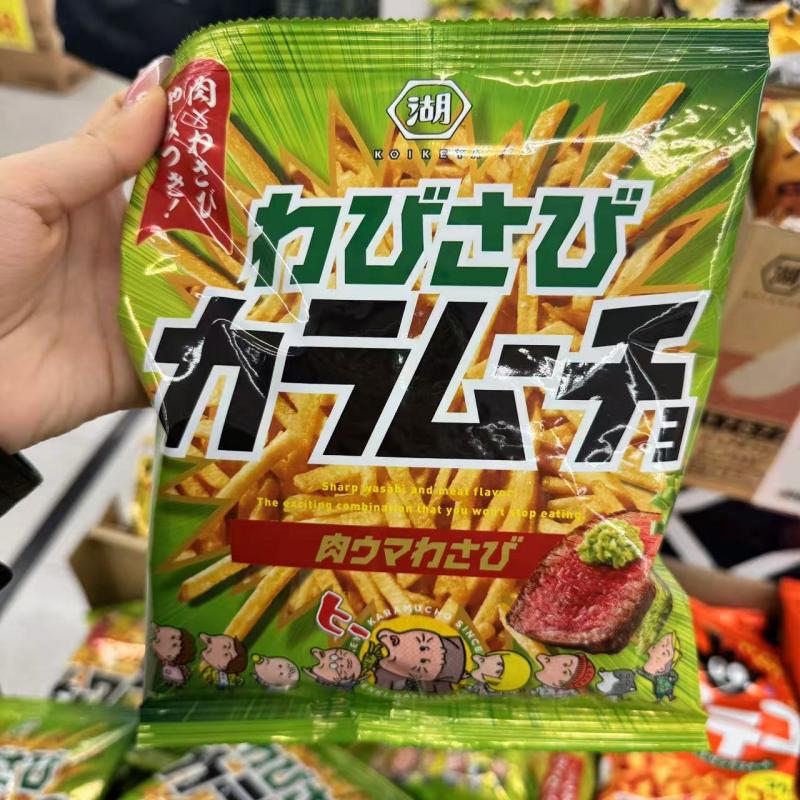 肉×わさび
やみつき!
湖
KOIKEYA
わびさび
カラムーチョ
Sharp wasabi and meat flavor!
The exciting combination that you won't stop eating.
肉ウマわさび
ヒー
KARAMUCHO SINCE
湖